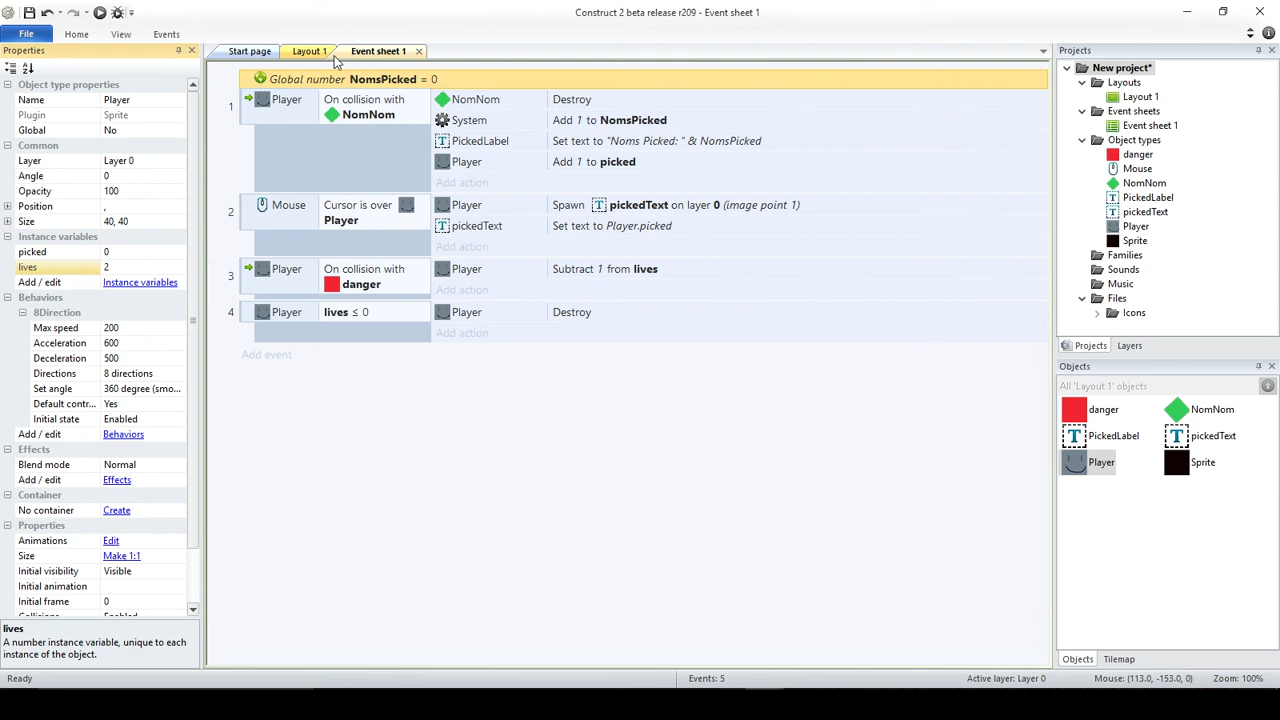 Construct 2 beta release r209 - Event sheet 1
File Home View Events
Properties
Start page Layout 1 Event sheet 1
Projects
Object type properties
Name Player
Plugin Sprite
Global No
Common
Layer Layer 0
Angle 0
Opacity 100
Position ,
Size 40, 40
Instance variables
picked 0
lives 2
Add / edit Instance variables
Behaviors
8Direction
Max speed 200
Acceleration 600
Deceleration 500
Directions 8 directions
Set angle 360 degree (smo...
Default contr... Yes
Initial state Enabled
Add / edit Behaviors
Effects
Blend mode Normal
Add / edit Effects
Container
No container Create
Properties
Animations Edit
Size Make 1:1
Initial visibility Visible
Initial animation
Initial frame 0
lives
A number instance variable, unique to each
instance of the object.
Global number NomsPicked = 0
1 Player On collision with NomNom
NomNom Destroy
System Add 1 to NomsPicked
PickedLabel Set text to "Noms Picked: " & NomsPicked
Player Add 1 to picked
Add action
2 Mouse Cursor is over Player
Player Spawn T pickedText on layer 0 (image point 1)
T pickedText Set text to Player.picked
Add action
3 Player On collision with danger
Player Subtract 1 from lives
Add action
4 Player lives ≤ 0
Player Destroy
Add action
Add event
New project*
Layouts
Layout 1
Event sheets
Event sheet 1
Object types
danger
Mouse
NomNom
PickedLabel
pickedText
Player
Sprite
Families
Sounds
Music
Files
Icons
Projects Layers
Objects
All 'Layout 1' objects
danger NomNom
T PickedLabel T pickedText
Player Sprite
Objects Tilemap
Ready Events: 5 Active layer: Layer 0 Mouse: (113.0, -153.0, 0) Zoom: 100%